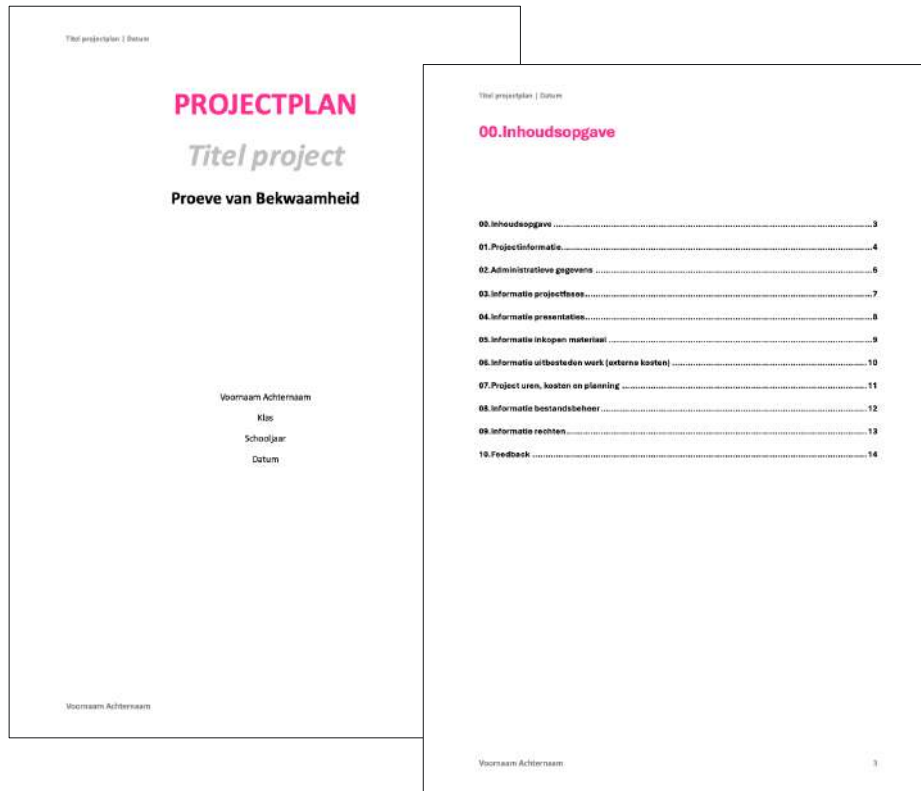 Titel projectplan | Datum
PROJECTPLAN
Titel project
Proeve van Bekwaamheid
Voornaam Achternaam
Klas
Schooljaar
Datum
Voornaam Achternaam
Titel projectplan | Datum
00.Inhoudsopgave
00.Inhoudsopgave ........ 3
01.Projectinformatie ........ 4
02.Administratieve gegevens ........ 6
03.Informatie projectfases ........ 7
04.Informatie presentaties ........ 8
05.Informatie inkopen materiaal ........ 9
06.Informatie uitbesteden werk (externe kosten) ........ 10
07.Project uren, kosten en planning ........ 11
08.Informatie bestandsbeheer ........ 12
09.Informatie rechten ........ 13
10.Feedback ........ 14
Voornaam Achternaam 3